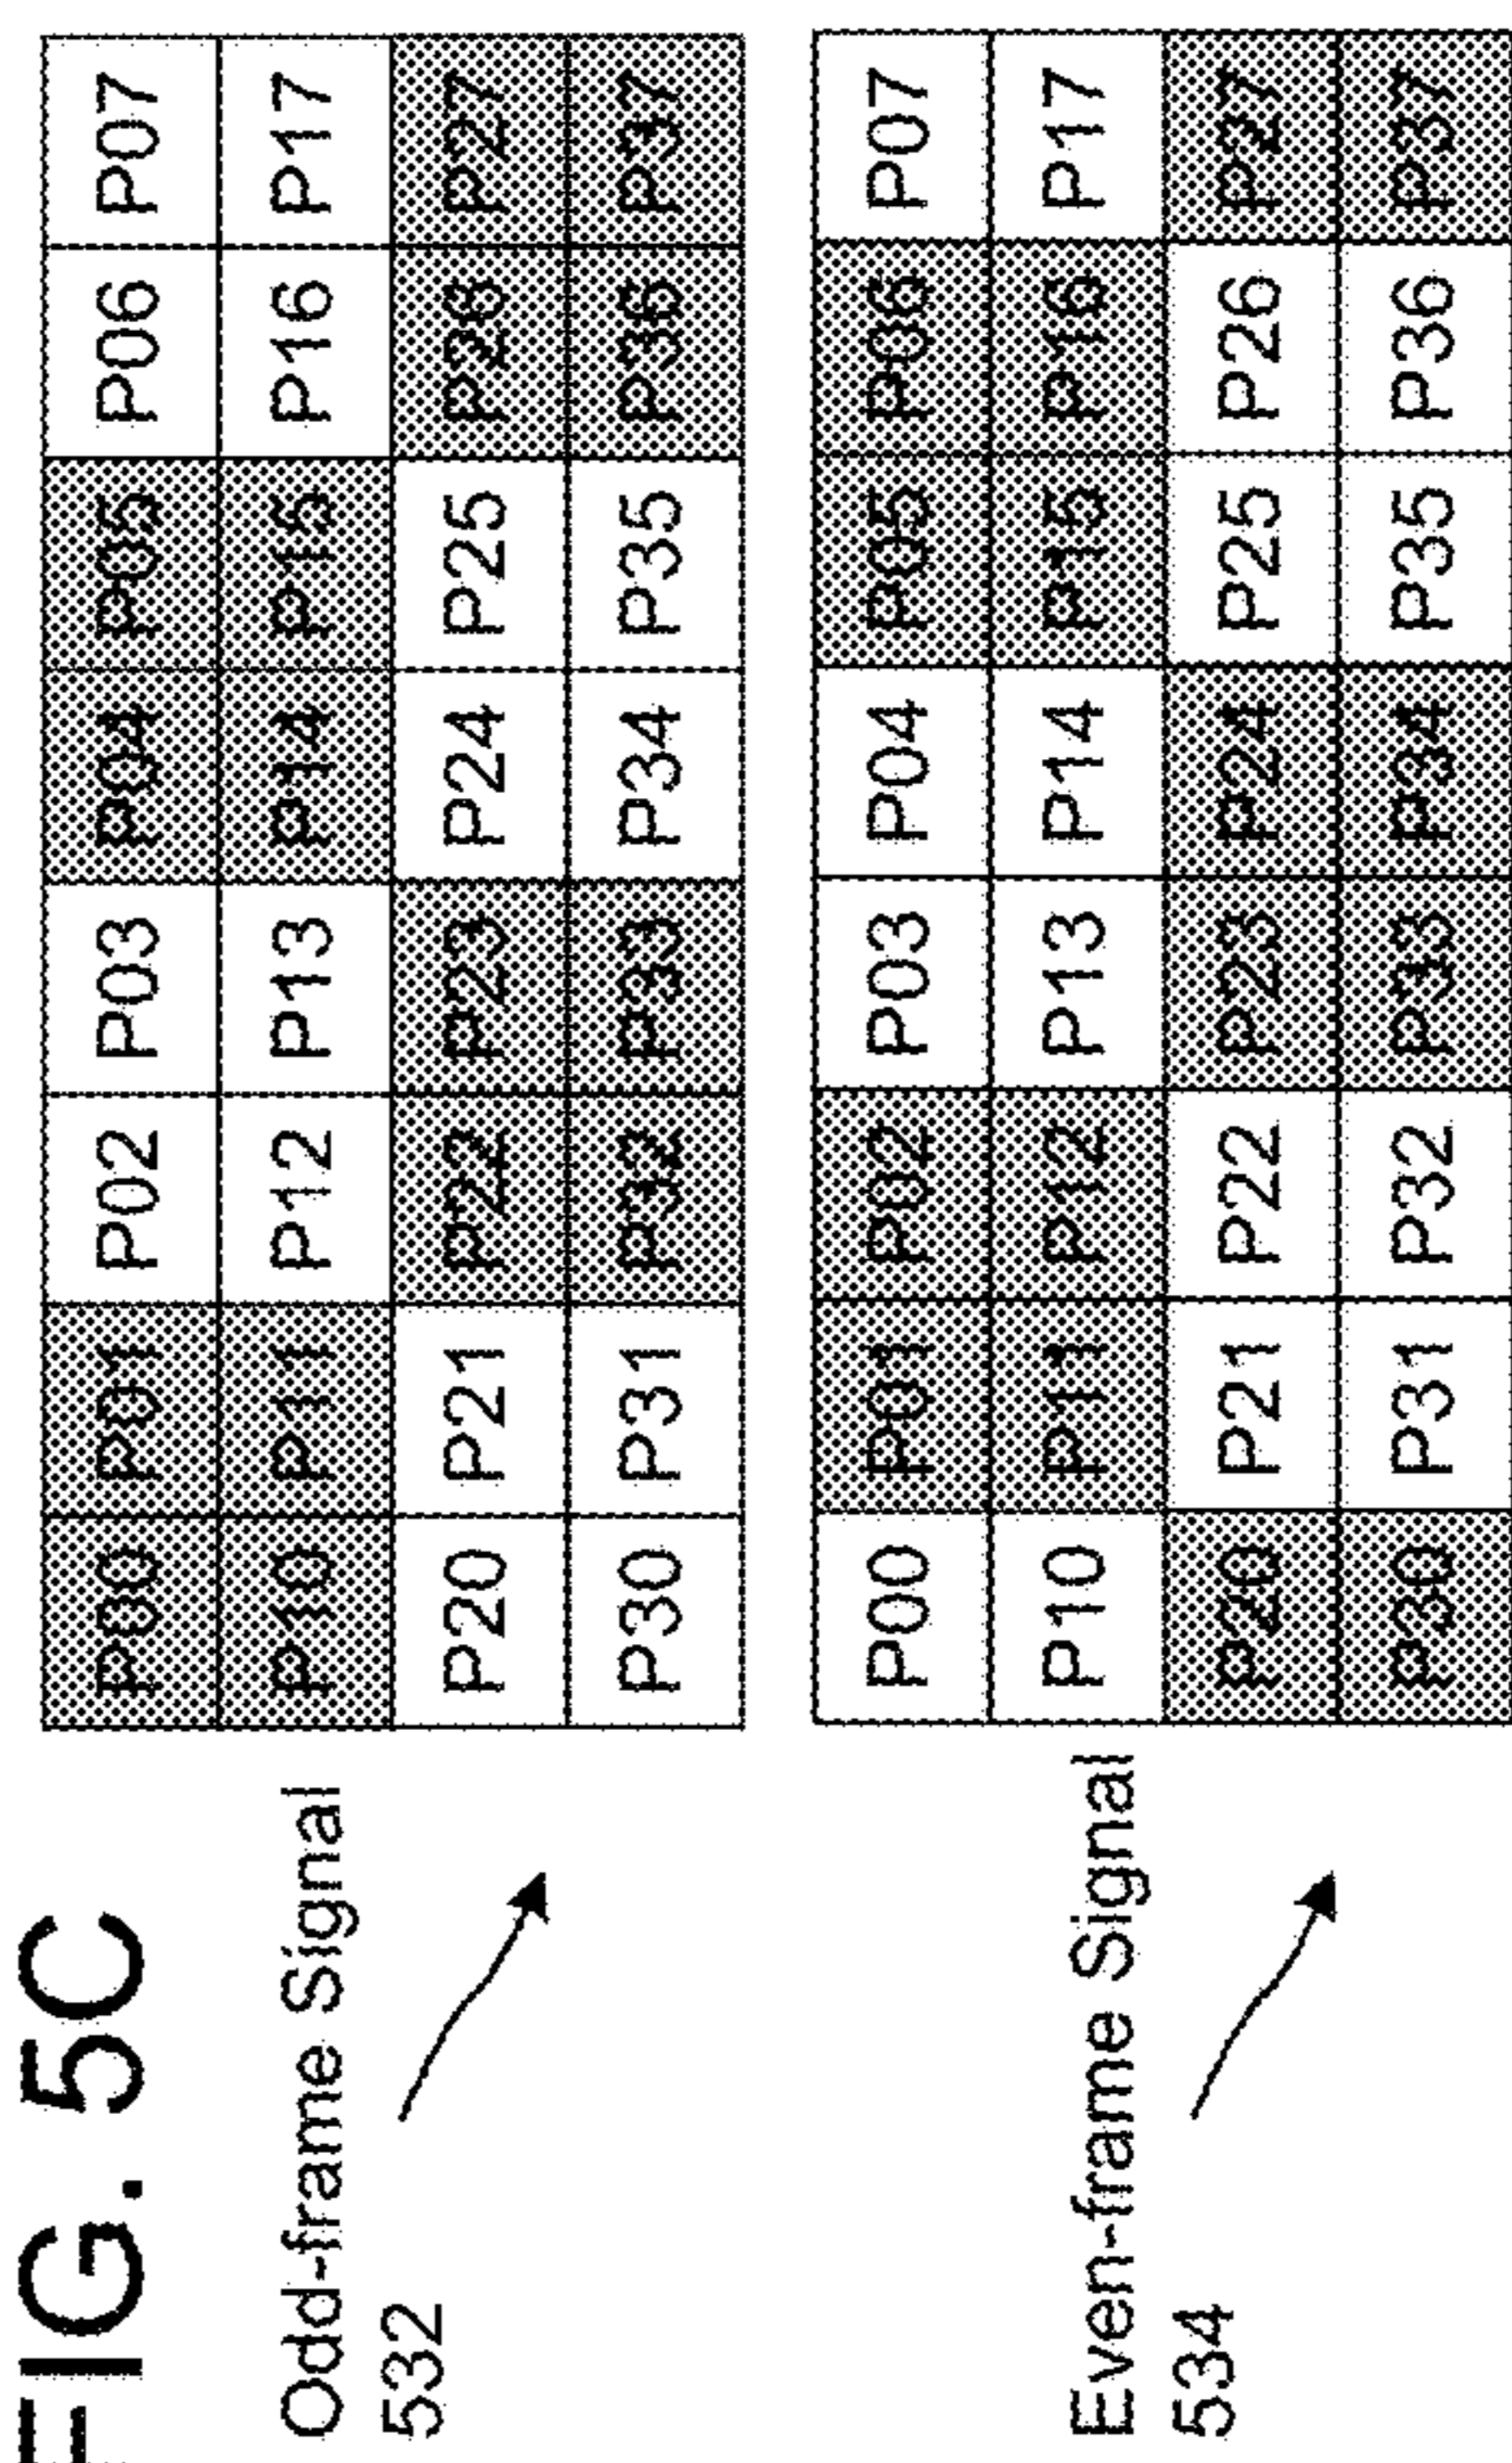 FIG. 5C
Odd-frame Signal
532
P00 P01 P02 P03 P04 P05 P06 P07
P10 P11 P12 P13 P14 P15 P16 P17
P20 P21 P22 P23 P24 P25 P26 P27
P30 P31 P32 P33 P34 P35 P36 P37
Even-frame Signal
534
P00 P01 P02 P03 P04 P05 P06 P07
P10 P11 P12 P13 P14 P15 P16 P17
P20 P21 P22 P23 P24 P25 P26 P27
P30 P31 P32 P33 P34 P35 P36 P37